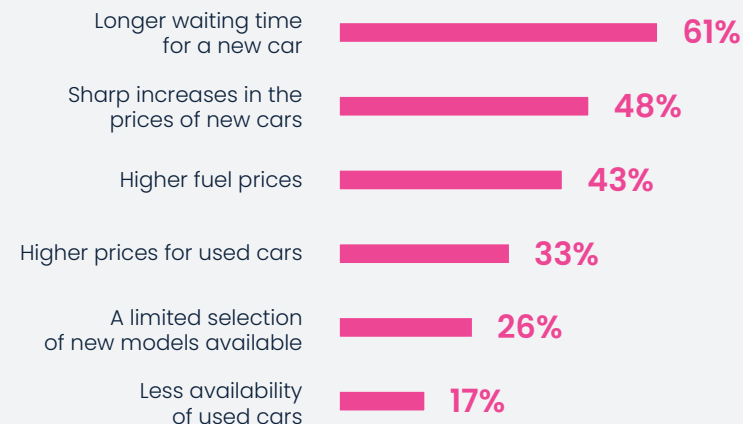 Longer waiting time
for a new car
61%
Sharp increases in the
prices of new cars
48%
Higher fuel prices
43%
Higher prices for used cars
33%
A limited selection
of new models available
26%
Less availability
of used cars
17%